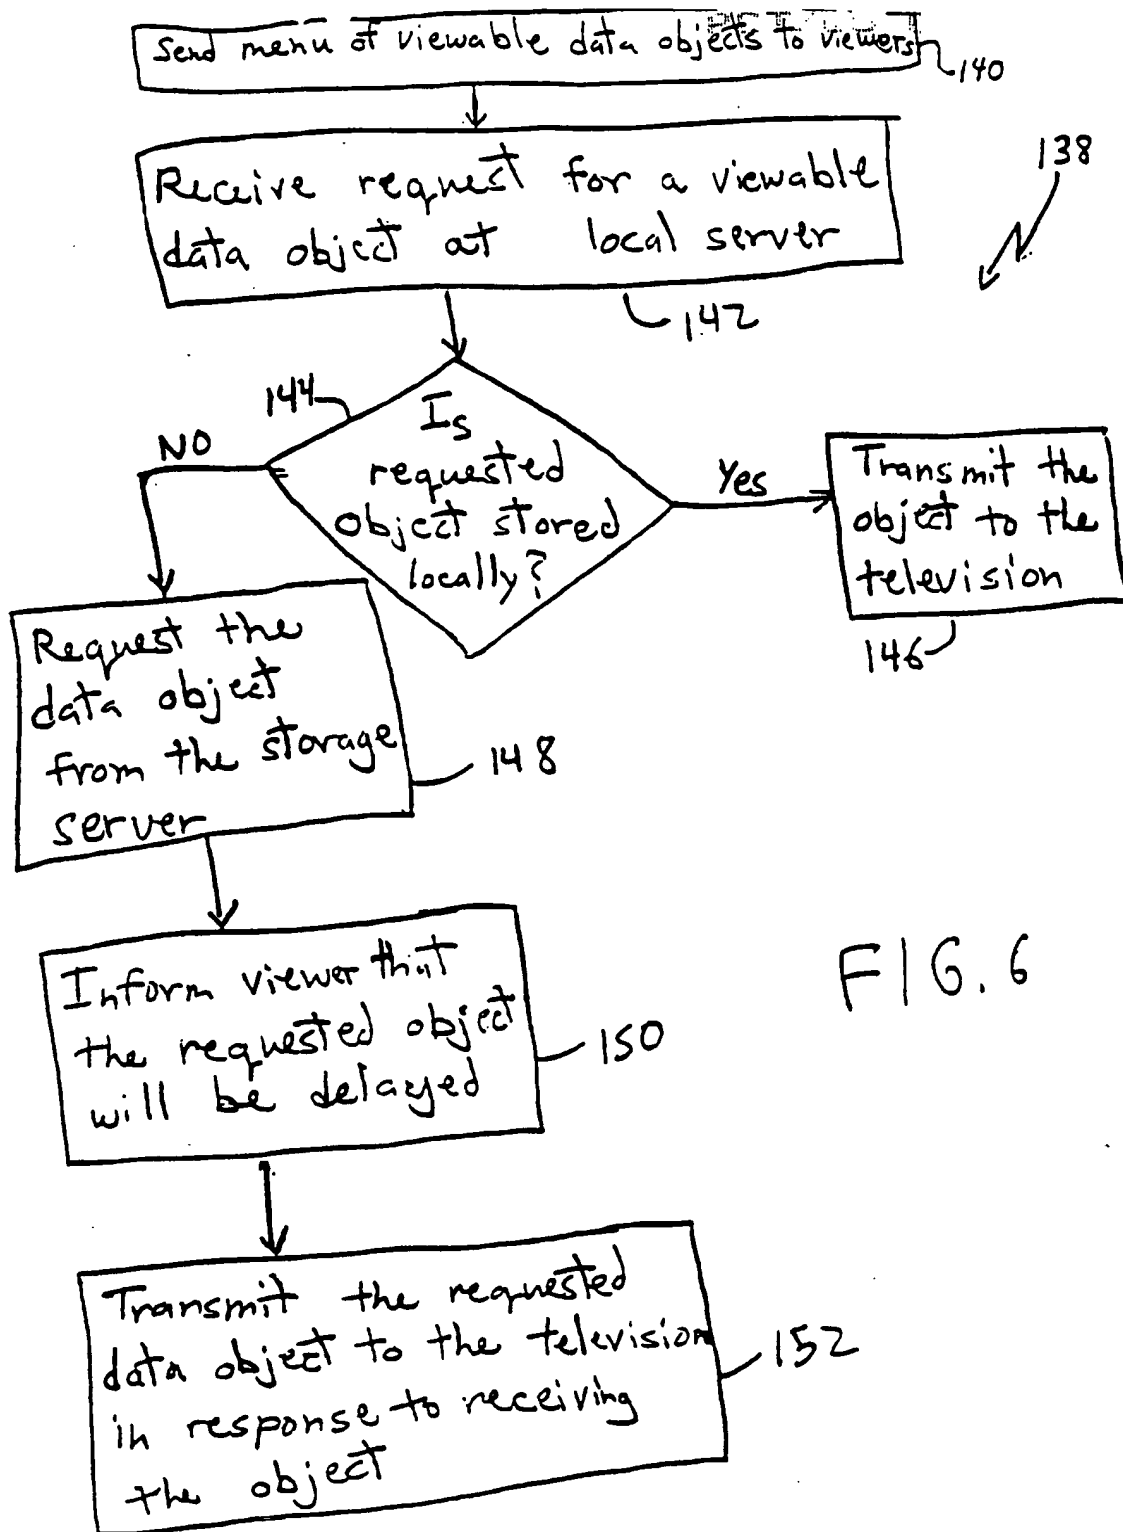 Send menu of viewable data objects to viewers
140
Receive request for a viewable
data object at local server
138
142
144
Is
requested
object stored
locally?
NO
Yes
Transmit the
object to the
television
146
Request the
data object
from the storage
server
148
Inform viewer that
the requested object
will be delayed
150
FIG. 6
Transmit the requested
data object to the television
in response to receiving
the object
152